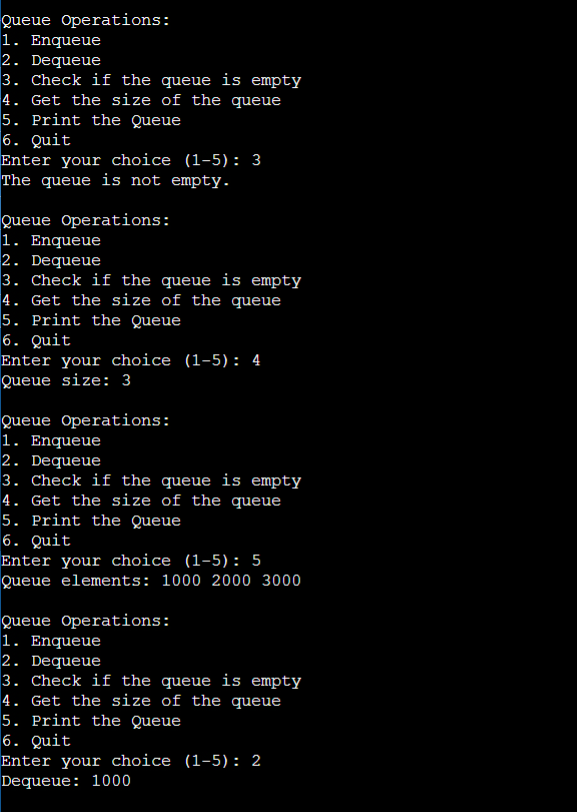 Queue Operations:
1. Enqueue
2. Dequeue
3. Check if the queue is empty
4. Get the size of the queue
5. Print the Queue
6. Quit
Enter your choice (1-5): 3
The queue is not empty.

Queue Operations:
1. Enqueue
2. Dequeue
3. Check if the queue is empty
4. Get the size of the queue
5. Print the Queue
6. Quit
Enter your choice (1-5): 4
Queue size: 3

Queue Operations:
1. Enqueue
2. Dequeue
3. Check if the queue is empty
4. Get the size of the queue
5. Print the Queue
6. Quit
Enter your choice (1-5): 5
Queue elements: 1000 2000 3000

Queue Operations:
1. Enqueue
2. Dequeue
3. Check if the queue is empty
4. Get the size of the queue
5. Print the Queue
6. Quit
Enter your choice (1-5): 2
Dequeue: 1000